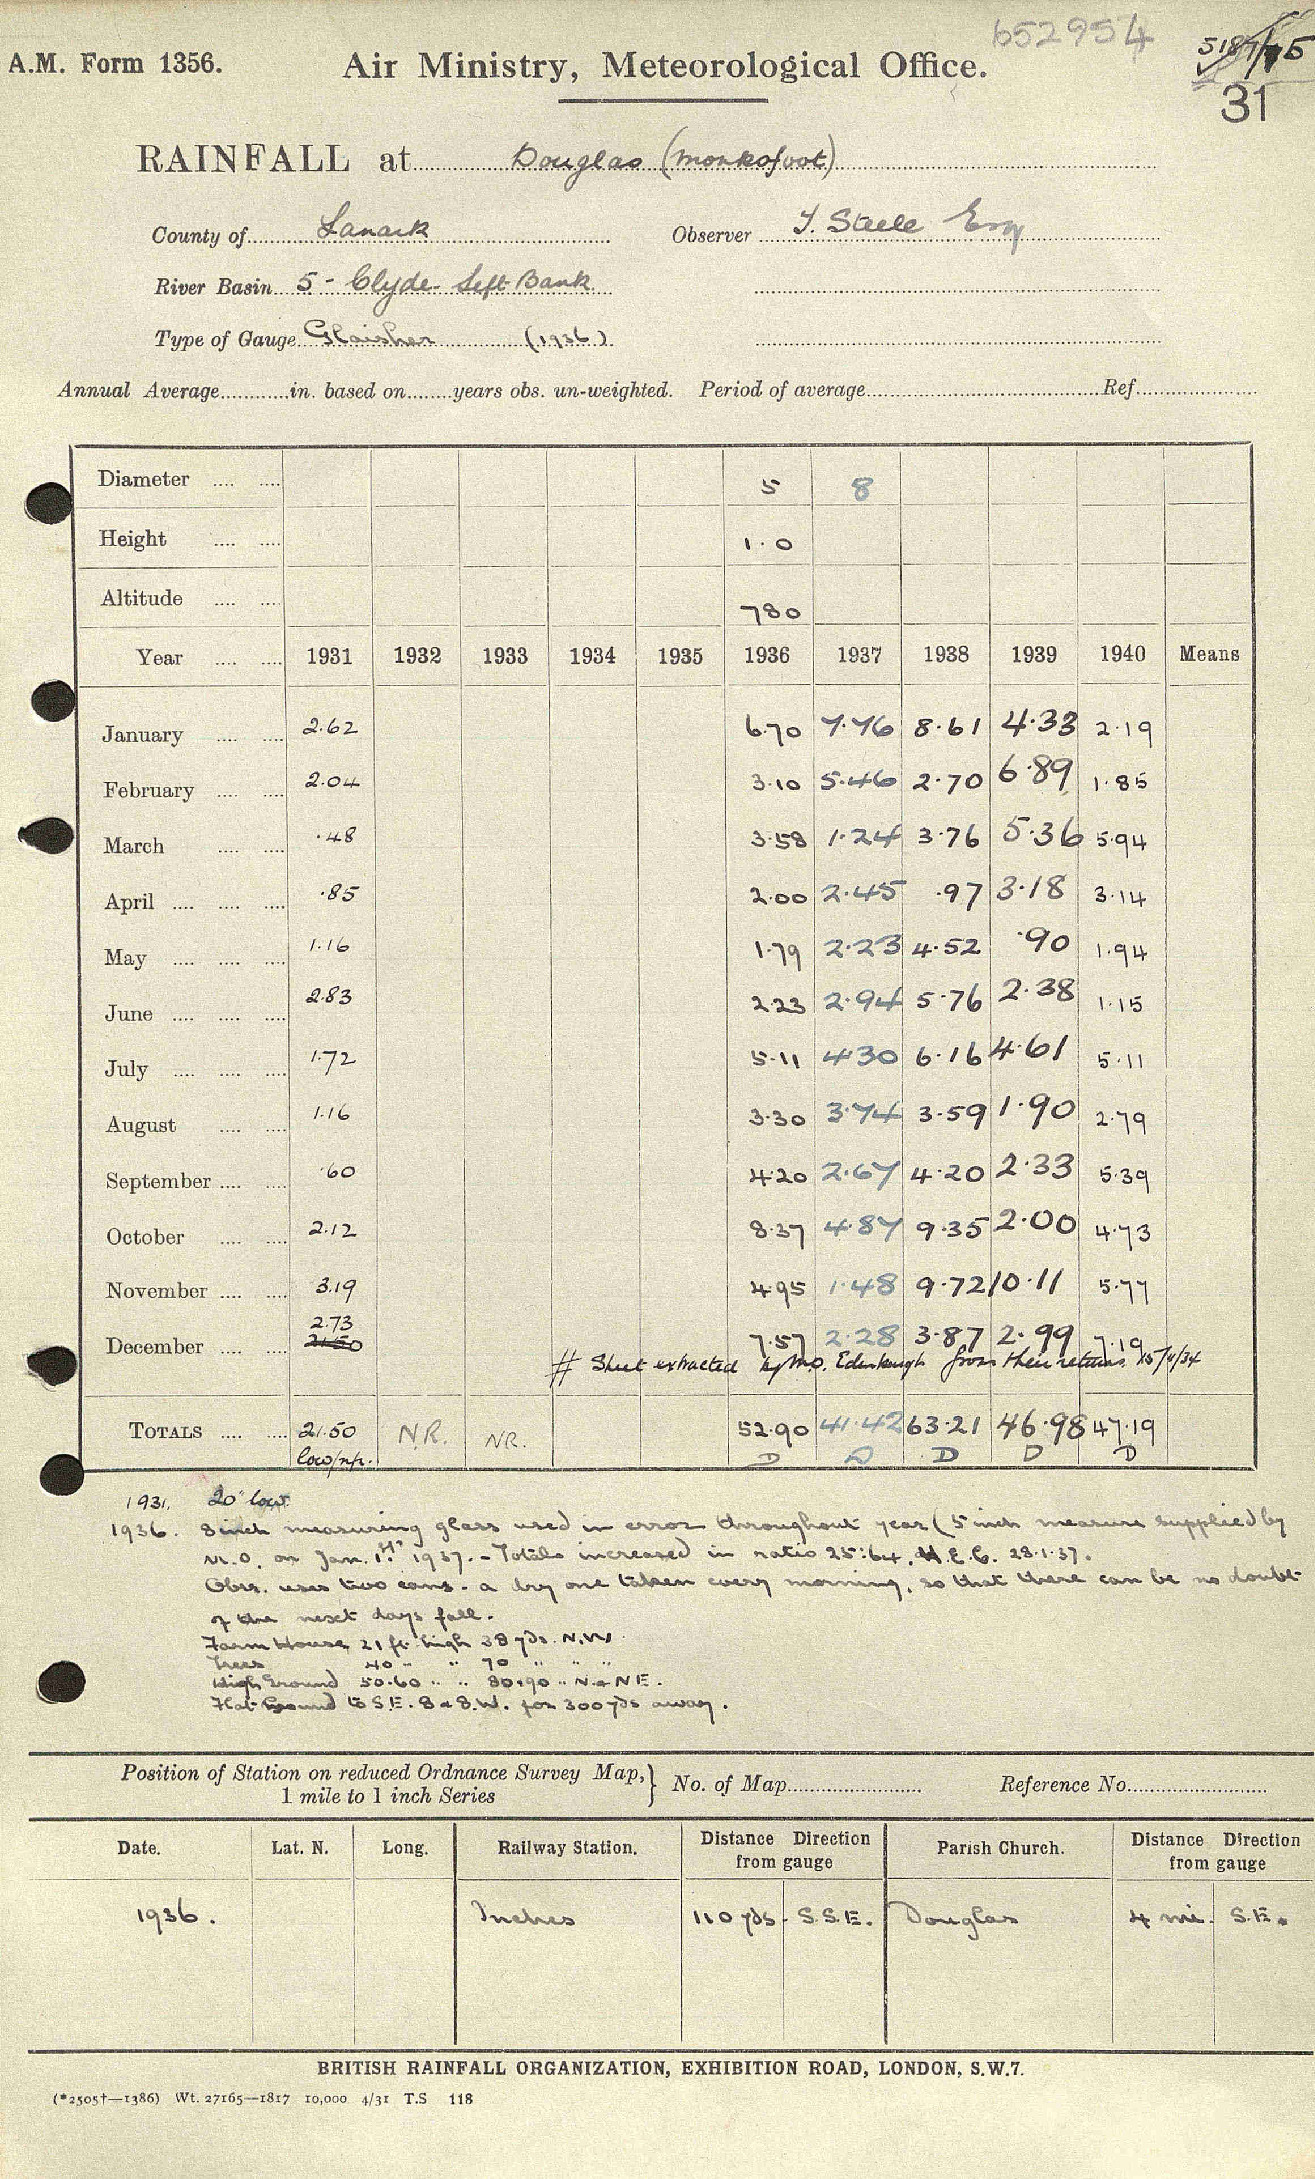 652954
5187/15
A.M. Form 1356.
Air Ministry, Meteorological Office.
31
RAINFALL at Douglas (Monksfoot)
County of Lanark Observer T. Steele Esq
River Basin 5 - Clyde Left Bank
Type of Gauge Glaisher (1936)
Annual Average in. based on years obs. un-weighted. Period of average Ref.
Diameter 5 8
Height 1.0
Altitude 780
Year 1931 1932 1933 1934 1935 1936 1937 1938 1939 1940 Means
January 2.62 6.70 7.76 8.61 4.33 2.19
February 2.04 3.10 5.46 2.70 6.89 1.85
March .48 3.58 1.24 3.76 5.36 5.94
April .85 2.00 2.45 .97 3.18 3.14
May 1.16 1.79 2.23 4.52 .90 1.94
June 2.83 2.23 2.94 5.76 2.38 1.15
July 1.72 5.11 4.30 6.16 4.61 5.11
August 1.16 3.30 3.74 3.59 1.90 2.79
September .60 4.20 2.67 4.20 2.33 5.39
October 2.12 8.37 4.87 9.35 2.00 4.73
November 3.19 4.95 1.48 9.72 10.11 5.77
2.73
December 21.50 7.57 2.28 3.87 2.99 7.19
# Sheet extracted by M.O. Edinburgh from their returns 15/4/34
TOTALS 21.50 N.R. N.R. 52.90 41.42 63.21 46.98 47.19
low/n.p. D D D D D
1931. 20" low
1936. 8 inch measuring glass used in error throughout year (5 inch measure supplied by
M.O. on Jan. 1st 1937. - Totals increased in ratio 25:64. H.E.C. 28.1.37.
Obsr. uses two cans - a dry one taken every morning, so that there can be no doubt
of the next days fall.
Farm House 21 ft. high 38 yds. N.W
Trees 40 " " 70 " " "
High Ground 50-60 " " 80-90 " N & NE.
Flat Ground to S.E. S & S.W. for 300 yds away.
Position of Station on reduced Ordnance Survey Map,} No. of Map Reference No.
1 mile to 1 inch Series
Date. Lat. N. Long. Railway Station. Distance Direction Parish Church. Distance Direction
from gauge from gauge
1936. Inches 110 yds. S.S.E. Douglas 4 mi. S.E.
BRITISH RAINFALL ORGANIZATION, EXHIBITION ROAD, LONDON, S.W.7.
(*2505†—1386) Wt. 27165—1817 10,000 4/31 T.S 118